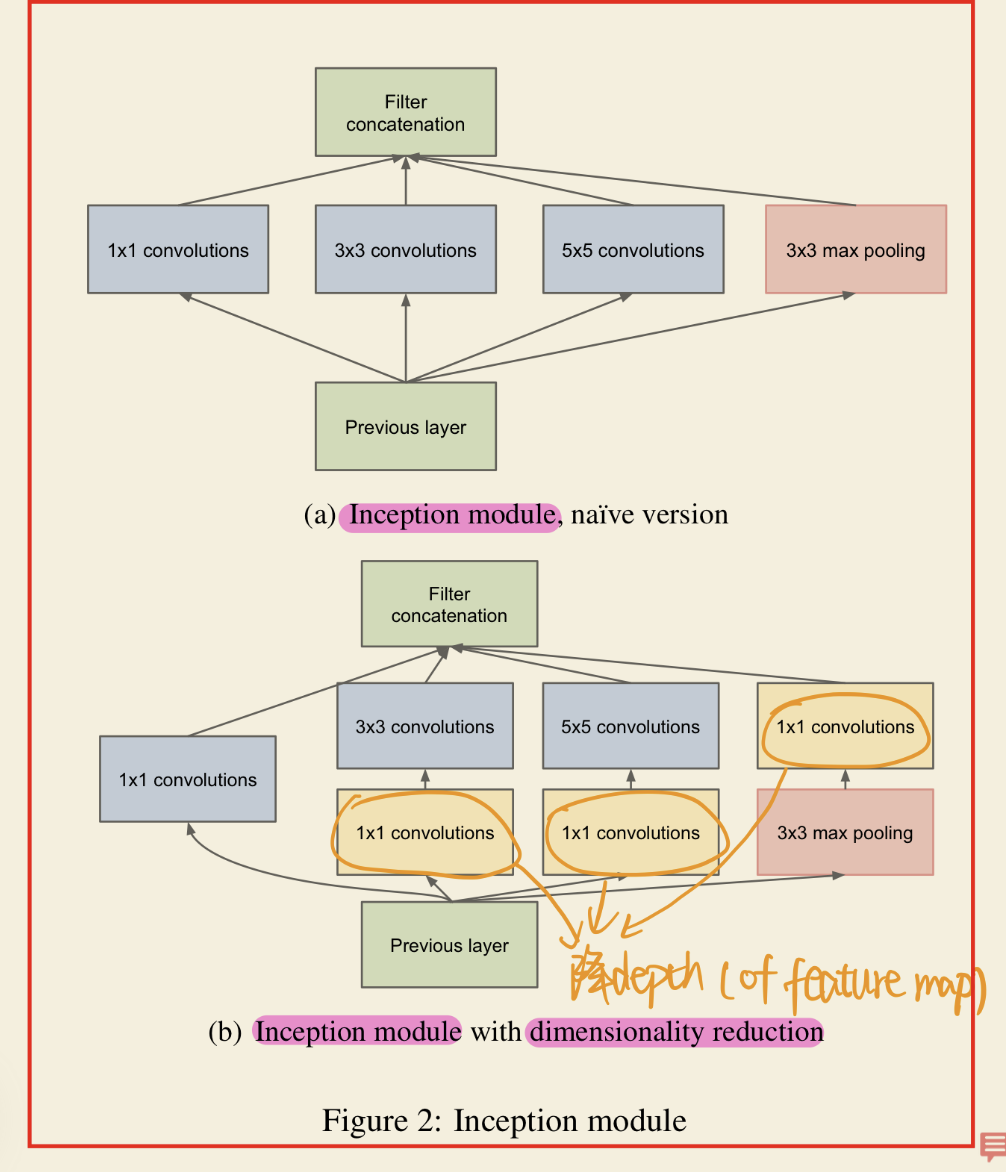 Filter
concatenation
1x1 convolutions
3x3 convolutions
5x5 convolutions
3x3 max pooling
Previous layer
(a) Inception module, naïve version
Filter
concatenation
3x3 convolutions
5x5 convolutions
1x1 convolutions
1x1 convolutions
1x1 convolutions
1x1 convolutions
3x3 max pooling
Previous layer
降depth (of feature map)
(b) Inception module with dimensionality reduction
Figure 2: Inception module